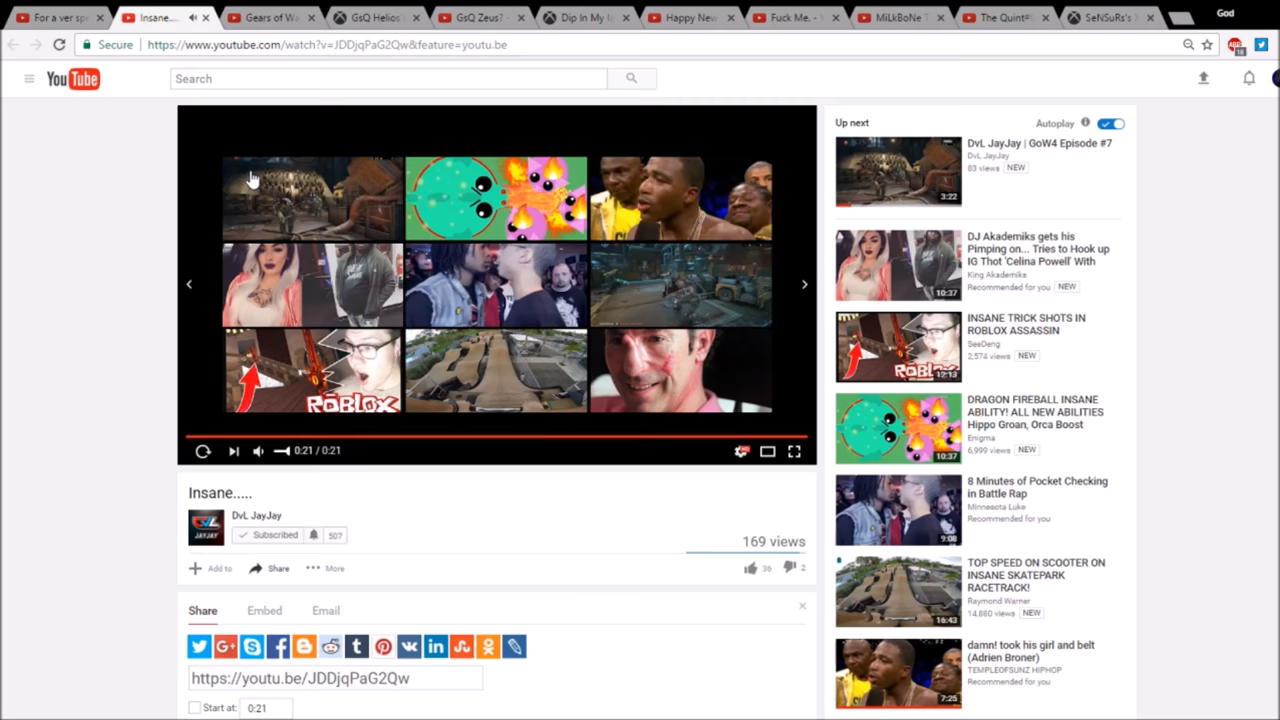 For a ver sp
Insane....
Gears of Wa
GsQ Helios
GsQ Zeus? -
Dip In My
Happy New
Fuck Me. -
MiLkBoNe T
The Quint#
SeNSuRs's
God
Secure https://www.youtube.com/watch?v=JDDjqPaG2Qw&feature=youtu.be
ABP
18
YouTube
Search
Up next
Autoplay
DvL JayJay | GoW4 Episode #7
DvL JayJay
83 views NEW
3:22
DJ Akademiks gets his
Pimping on... Tries to Hook up
IG Thot 'Celina Powell' With
King Akademiks
Recommended for you NEW
10:37
INSANE TRICK SHOTS IN
ROBLOX ASSASSIN
SeeDeng
2,574 views NEW
ROBL
12:13
DRAGON FIREBALL INSANE
ABILITY! ALL NEW ABILITIES
Hippo Groan, Orca Boost
Enigma
6,999 views NEW
10:37
8 Minutes of Pocket Checking
in Battle Rap
Minnesota Luke
Recommended for you
9:08
TOP SPEED ON SCOOTER ON
INSANE SKATEPARK
RACETRACK!
Raymond Warner
14,880 views NEW
16:43
damn! took his girl and belt
(Adrien Broner)
TEMPLEOFSUNZ HIPHOP
Recommended for you
7:25
ROBLOX
0:21 / 0:21
Insane.....
DVL
JAYJAY
DvL JayJay
Subscribed 507
169 views
Add to Share More
36 2
Share Embed Email
https://youtu.be/JDDjqPaG2Qw
Start at: 0:21